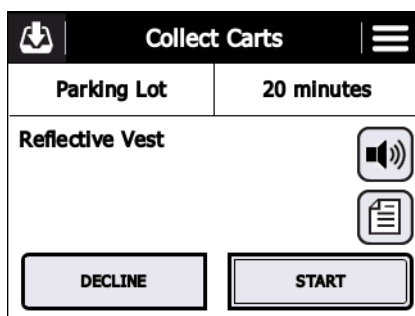 Collect Carts
Parking Lot 20 minutes
Reflective Vest
DECLINE START